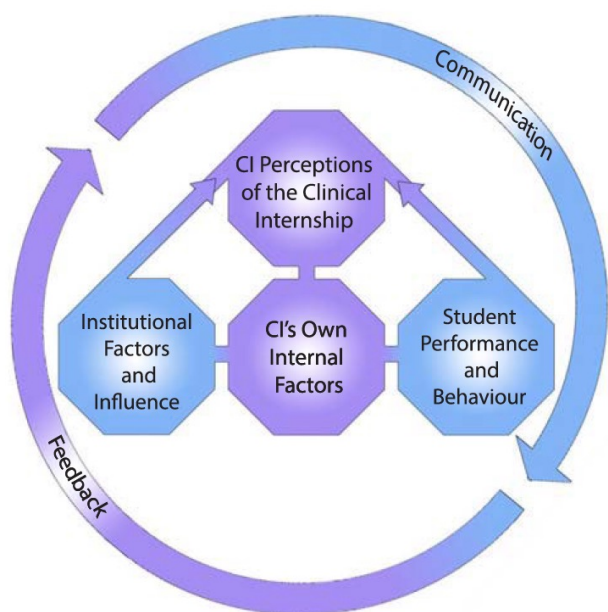 Communication
CI Perceptions
of the Clinical
Internship
Institutional
Factors
and
Influence
CI's Own
Internal
Factors
Student
Performance
and
Behaviour
Feedback